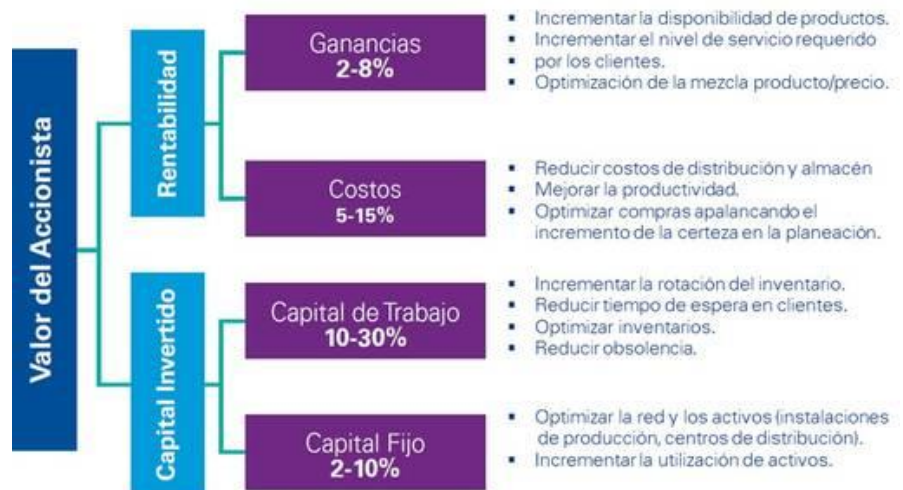 Valor del Accionista
Rentabilidad
Ganancias
2-8%
▪ Incrementar la disponibilidad de productos.
▪ Incrementar el nivel de servicio requerido
▪ por los clientes.
▪ Optimización de la mezcla producto/precio.
Costos
5-15%
▪ Reducir costos de distribución y almacén
▪ Mejorar la productividad.
▪ Optimizar compras apalancando el
incremento de la certeza en la planeación.
Capital Invertido
Capital de Trabajo
10-30%
▪ Incrementar la rotación del inventario.
▪ Reducir tiempo de espera en clientes.
▪ Optimizar inventarios.
▪ Reducir obsolencia.
Capital Fijo
2-10%
▪ Optimizar la red y los activos (instalaciones
de producción, centros de distribución).
▪ Incrementar la utilización de activos.